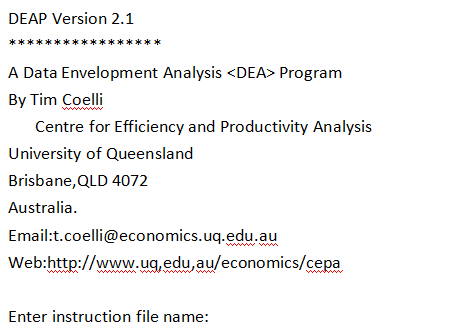 DEAP Version 2.1
*****************
A Data Envelopment Analysis <DEA> Program
By Tim Coelli
Centre for Efficiency and Productivity Analysis
University of Queensland
Brisbane,QLD 4072
Australia.
Email:t.coelli@economics.uq.edu.au
Web:http://www.uq,edu,au/economics/cepa
Enter instruction file name: